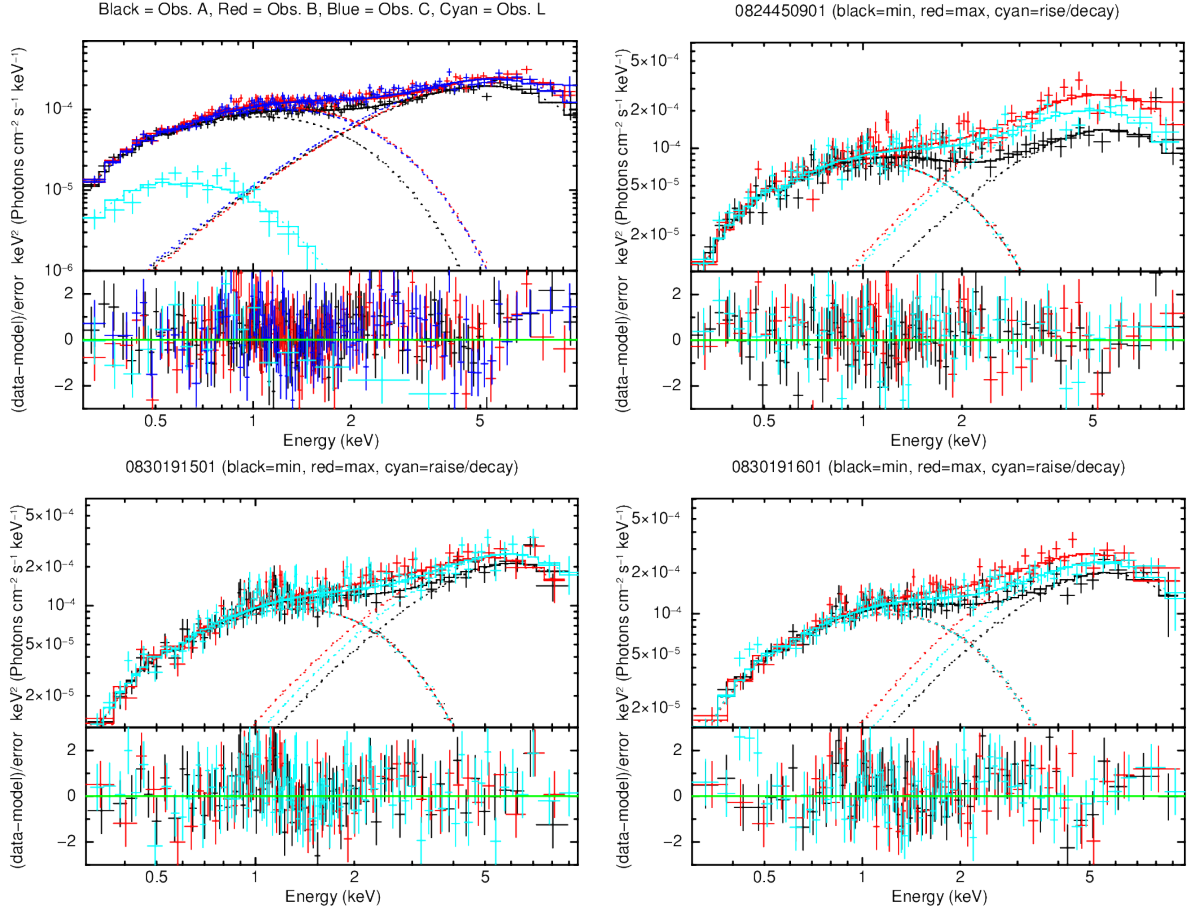 Black = Obs. A, Red = Obs. B, Blue = Obs. C, Cyan = Obs. L
keV² (Photons cm⁻² s⁻¹ keV⁻¹)
10⁻⁴
10⁻⁵
10⁻⁶
(data−model)/error
2
0
−2
0.5 1 2 5
Energy (keV)
0824450901 (black=min, red=max, cyan=rise/decay)
keV² (Photons cm⁻² s⁻¹ keV⁻¹)
5×10⁻⁴
2×10⁻⁴
10⁻⁴
5×10⁻⁵
2×10⁻⁵
(data−model)/error
2
0
−2
0.5 1 2 5
Energy (keV)
0830191501 (black=min, red=max, cyan=raise/decay)
keV² (Photons cm⁻² s⁻¹ keV⁻¹)
5×10⁻⁴
2×10⁻⁴
10⁻⁴
5×10⁻⁵
2×10⁻⁵
(data−model)/error
2
0
−2
0.5 1 2 5
Energy (keV)
0830191601 (black=min, red=max, cyan=raise/decay)
keV² (Photons cm⁻² s⁻¹ keV⁻¹)
5×10⁻⁴
2×10⁻⁴
10⁻⁴
5×10⁻⁵
2×10⁻⁵
(data−model)/error
2
0
−2
0.5 1 2 5
Energy (keV)